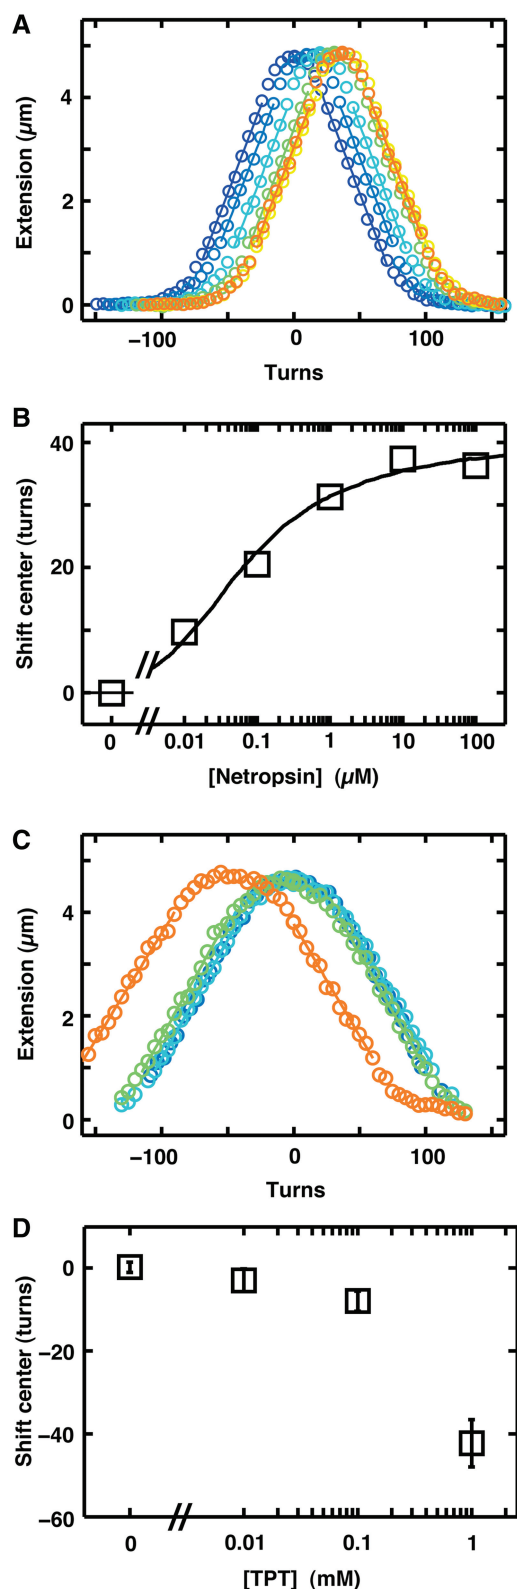 A
Extension (µm)
4
2
0
−100
0
100
Turns
B
Shift center (turns)
40
20
0
0
0.01
0.1
1
10
100
[Netropsin] (µM)
C
Extension (µm)
4
2
0
−100
0
100
Turns
D
Shift center (turns)
0
−20
−40
−60
0
0.01
0.1
1
[TPT] (mM)